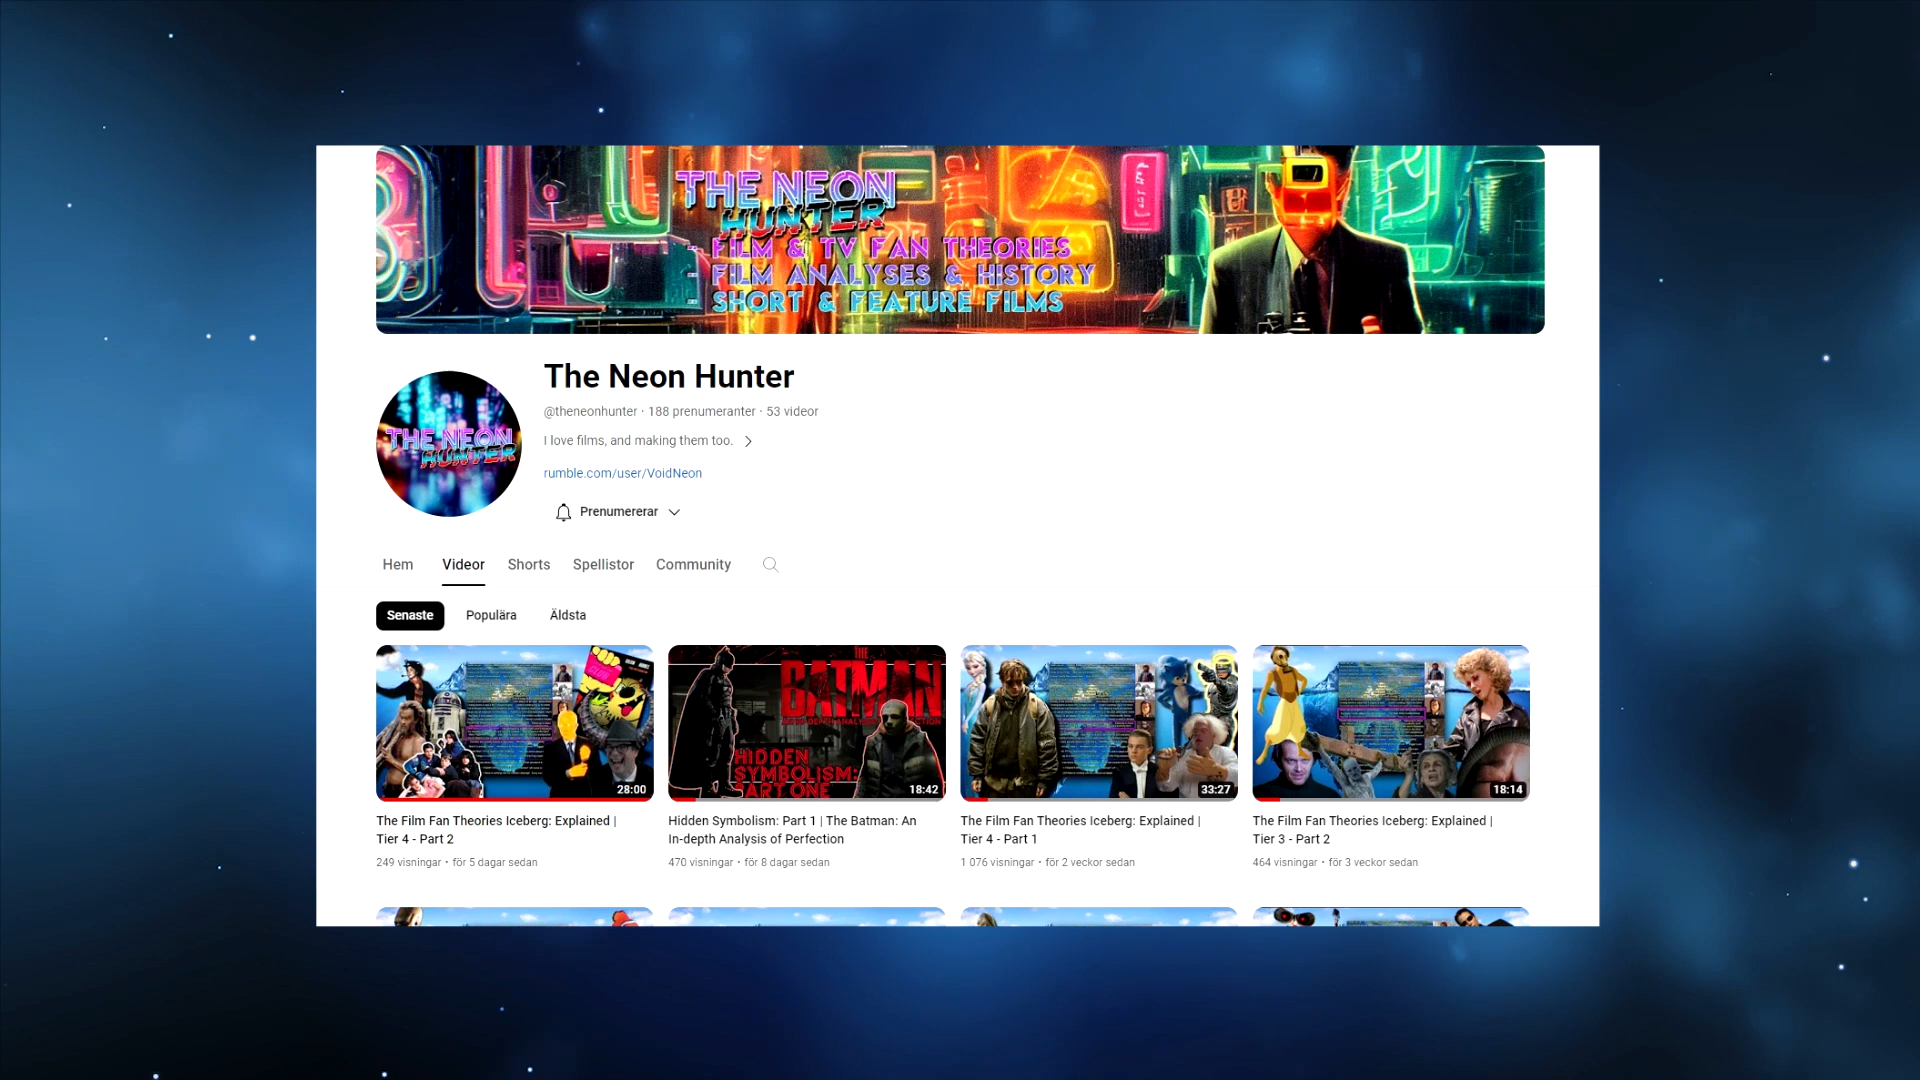 THE NEON
HUNTER
FILM & TV FAN THEORIES
FILM ANALYSES & HISTORY
SHORT & FEATURE FILMS
The Neon Hunter
@theneonhunter · 188 prenumeranter · 53 videor
I love films, and making them too.
rumble.com/user/VoidNeon
THE NEON
HUNTER
Prenumererar
Hem Videor Shorts Spellistor Community
Senaste Populära Äldsta
THE
BATMAN
HIDDEN
SYMBOLISM:
PART ONE
28:00 18:42 33:27 18:14
The Film Fan Theories Iceberg: Explained |
Tier 4 - Part 2
249 visningar • för 5 dagar sedan
Hidden Symbolism: Part 1 | The Batman: An
In-depth Analysis of Perfection
470 visningar • för 8 dagar sedan
The Film Fan Theories Iceberg: Explained |
Tier 4 - Part 1
1 076 visningar • för 2 veckor sedan
The Film Fan Theories Iceberg: Explained |
Tier 3 - Part 2
464 visningar • för 3 veckor sedan